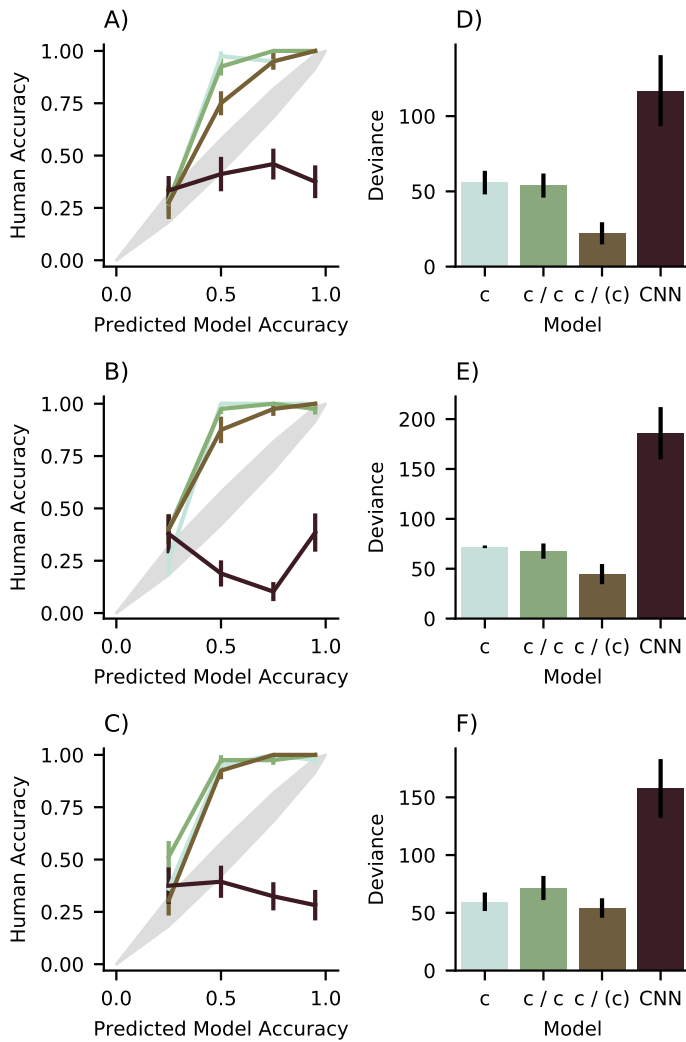 A)
Human Accuracy
1.00
0.75
0.50
0.25
0.00
0.0 0.5 1.0
Predicted Model Accuracy
D)
Deviance
100
50
0
c c / c c / (c) CNN
Model
B)
Human Accuracy
1.00
0.75
0.50
0.25
0.00
0.0 0.5 1.0
Predicted Model Accuracy
E)
Deviance
200
150
100
50
0
c c / c c / (c) CNN
Model
C)
Human Accuracy
1.00
0.75
0.50
0.25
0.00
0.0 0.5 1.0
Predicted Model Accuracy
F)
Deviance
150
100
50
0
c c / c c / (c) CNN
Model